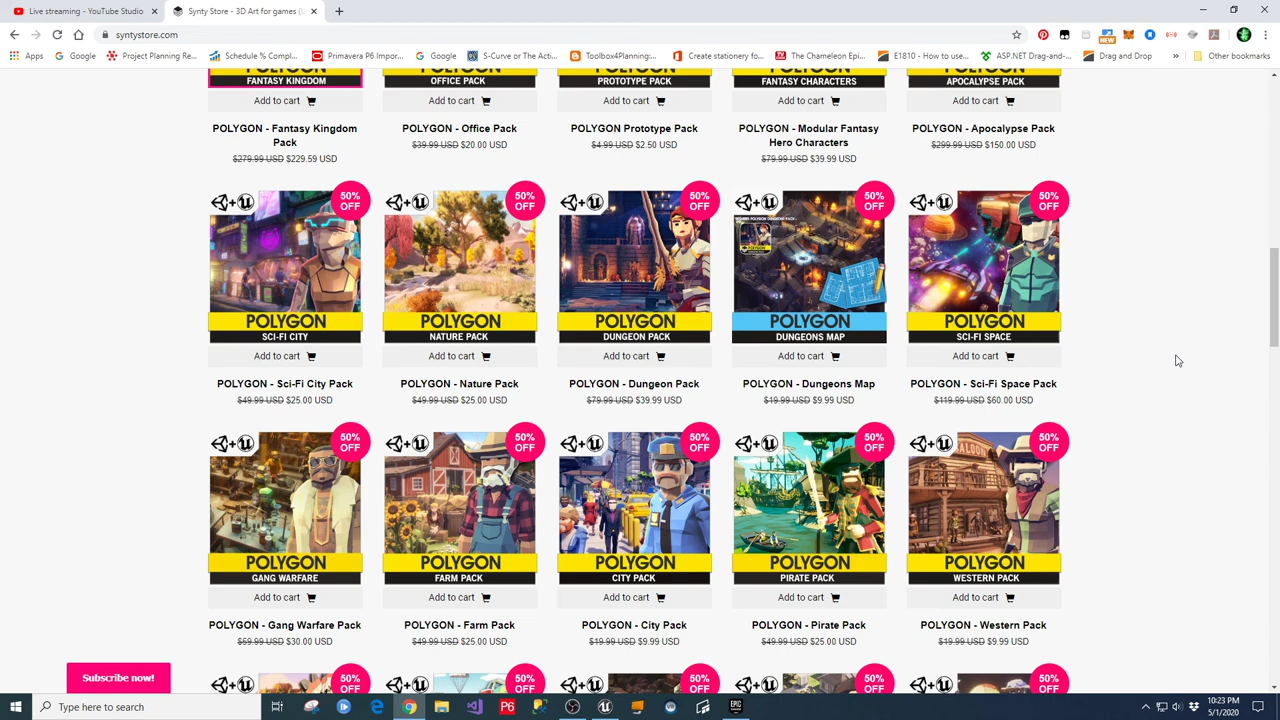 Live streaming - YouTube Studio
Synty Store - 3D Art for games (U
syntystore.com
Apps
Google
Project Planning Re...
Schedule % Compl...
Primavera P6 Impor...
Google
S-Curve or The Acti...
Toolbox4Planning:...
Create stationery fo...
The Chameleon Epi...
E1810 - How to use...
ASP.NET Drag-and-...
Drag and Drop
»
Other bookmarks
NEW
POLYGON POLYGON POLYGON POLYGON POLYGON
FANTASY KINGDOM OFFICE PACK PROTOTYPE PACK FANTASY CHARACTERS APOCALYPSE PACK
Add to cart Add to cart Add to cart Add to cart Add to cart
POLYGON - Fantasy Kingdom Pack
$279.99 USD $229.59 USD
POLYGON - Office Pack
$39.99 USD $20.00 USD
POLYGON Prototype Pack
$4.99 USD $2.50 USD
POLYGON - Modular Fantasy Hero Characters
$79.99 USD $39.99 USD
POLYGON - Apocalypse Pack
$299.99 USD $150.00 USD
50% OFF 50% OFF 50% OFF 50% OFF 50% OFF
POLYGON POLYGON POLYGON POLYGON POLYGON
SCI-FI CITY NATURE PACK DUNGEON PACK DUNGEONS MAP SCI-FI SPACE
Add to cart Add to cart Add to cart Add to cart Add to cart
POLYGON - Sci-Fi City Pack POLYGON - Nature Pack POLYGON - Dungeon Pack POLYGON - Dungeons Map POLYGON - Sci-Fi Space Pack
$49.99 USD $25.00 USD $49.99 USD $25.00 USD $79.99 USD $39.99 USD $19.99 USD $9.99 USD $119.99 USD $60.00 USD
50% OFF 50% OFF 50% OFF 50% OFF 50% OFF
SALOON
POLYGON POLYGON POLYGON POLYGON POLYGON
GANG WARFARE FARM PACK CITY PACK PIRATE PACK WESTERN PACK
Add to cart Add to cart Add to cart Add to cart Add to cart
POLYGON - Gang Warfare Pack POLYGON - Farm Pack POLYGON - City Pack POLYGON - Pirate Pack POLYGON - Western Pack
$59.99 USD $30.00 USD $49.99 USD $25.00 USD $19.99 USD $9.99 USD $49.99 USD $25.00 USD $19.99 USD $9.99 USD
50% OFF 50% OFF 50% OFF 50% OFF 50% OFF
Subscribe now!
Type here to search
P6
EPIC
10:23 PM
5/1/2020